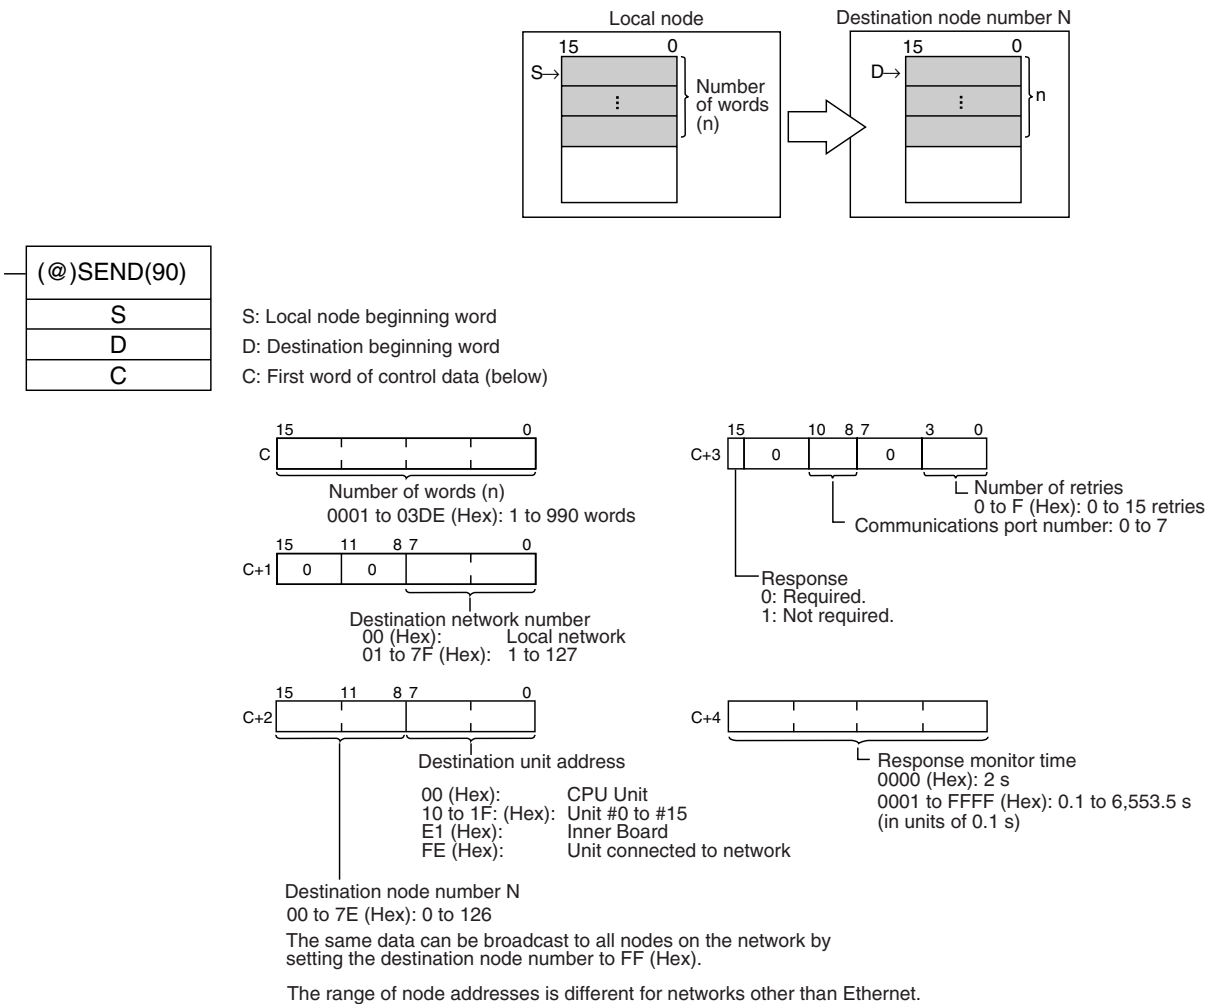 Local node
Destination node number N
15 0
S→
Number
of words
(n)
15 0
D→
n
(@)SEND(90)
S
D
C
S: Local node beginning word
D: Destination beginning word
C: First word of control data (below)
15 0
C
Number of words (n)
0001 to 03DE (Hex): 1 to 990 words
15 11 8 7 0
C+1 0 0
Destination network number
00 (Hex): Local network
01 to 7F (Hex): 1 to 127
15 11 8 7 0
C+2
Destination unit address
00 (Hex): CPU Unit
10 to 1F: (Hex): Unit #0 to #15
E1 (Hex): Inner Board
FE (Hex): Unit connected to network
Destination node number N
00 to 7E (Hex): 0 to 126
The same data can be broadcast to all nodes on the network by
setting the destination node number to FF (Hex).
The range of node addresses is different for networks other than Ethernet.
15 10 8 7 3 0
C+3 0 0
Number of retries
0 to F (Hex): 0 to 15 retries
Communications port number: 0 to 7
Response
0: Required.
1: Not required.
C+4
Response monitor time
0000 (Hex): 2 s
0001 to FFFF (Hex): 0.1 to 6,553.5 s
(in units of 0.1 s)